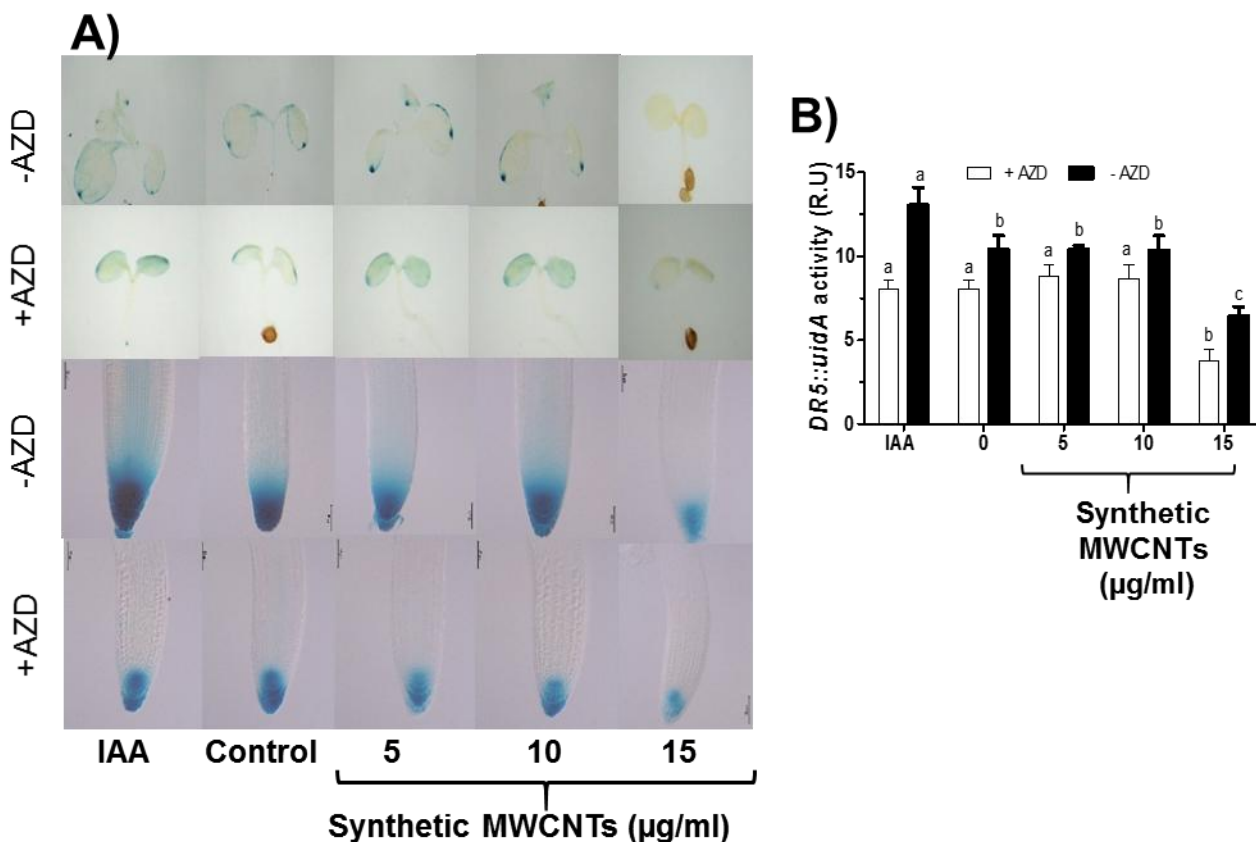 A)
-AZD
+AZD
-AZD
+AZD
IAA Control 5 10 15
Synthetic MWCNTs (µg/ml)
B)
+ AZD - AZD
DR5::uidA activity (R.U)
15
10
5
0
a a a b a b a b b c
IAA 0 5 10 15
Synthetic
MWCNTs
(µg/ml)